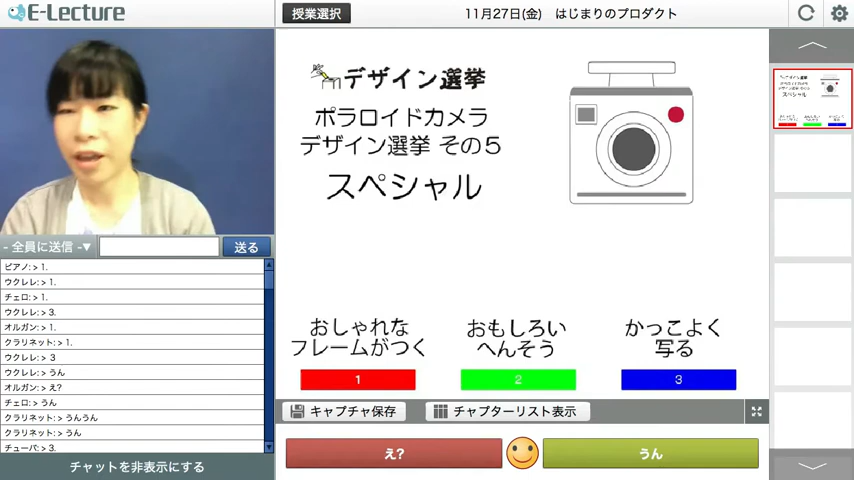 E-Lecture
授業選択
11月27日(金) はじまりのプロダクト
デザイン選挙
ポラロイドカメラ
デザイン選挙 その5
スペシャル
おしゃれな
フレームがつく
1
おもしろい
へんそう
2
かっこよく
写る
3
- 全員に送信 -▼
送る
ピアノ: > 1.
ウクレレ: > 1.
チェロ: > 1.
ウクレレ: > 3.
オルガン: > 1.
クラリネット: > 1.
ウクレレ: > 3
ウクレレ: > うん
オルガン: > え?
チェロ: > うん
クラリネット: > うんうん
クラリネット: > うん
チューバ: > 3.
チャットを非表示にする
キャプチャ保存
チャプターリスト表示
え?
うん